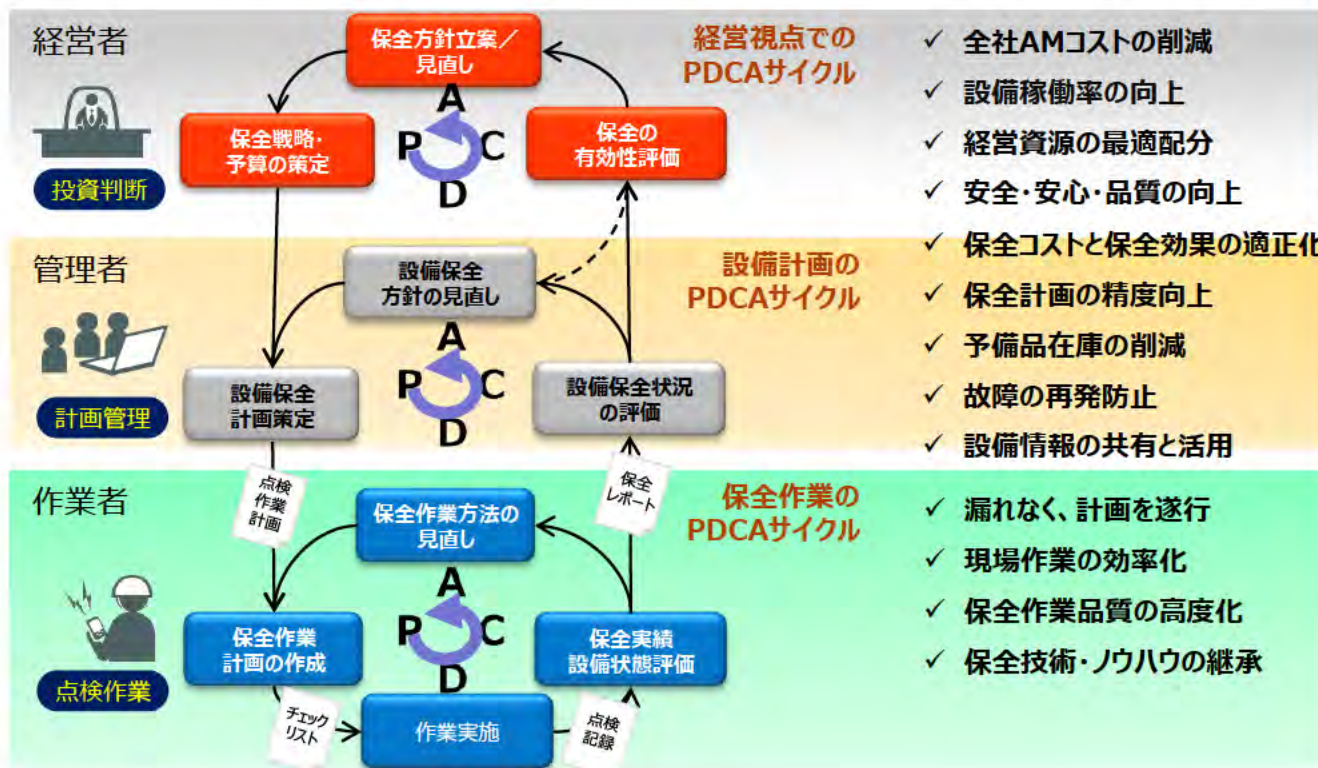 経営者
投資判断
保全方針立案／
見直し
保全戦略・
予算の策定
保全の
有効性評価
A
P
C
D
経営視点での
PDCAサイクル
✓ 全社AMコストの削減
✓ 設備稼働率の向上
✓ 経営資源の最適配分
✓ 安全・安心・品質の向上
管理者
計画管理
設備保全
方針の見直し
設備保全
計画策定
設備保全状況
の評価
A
P
C
D
設備計画の
PDCAサイクル
✓ 保全コストと保全効果の適正化
✓ 保全計画の精度向上
✓ 予備品在庫の削減
✓ 故障の再発防止
✓ 設備情報の共有と活用
点検
作業
計画
保全
レポート
作業者
点検作業
保全作業方法の
見直し
保全作業
計画の作成
保全実績
設備状態評価
A
P
C
D
チェック
リスト
作業実施
点検
記録
保全作業の
PDCAサイクル
✓ 漏れなく、計画を遂行
✓ 現場作業の効率化
✓ 保全作業品質の高度化
✓ 保全技術・ノウハウの継承